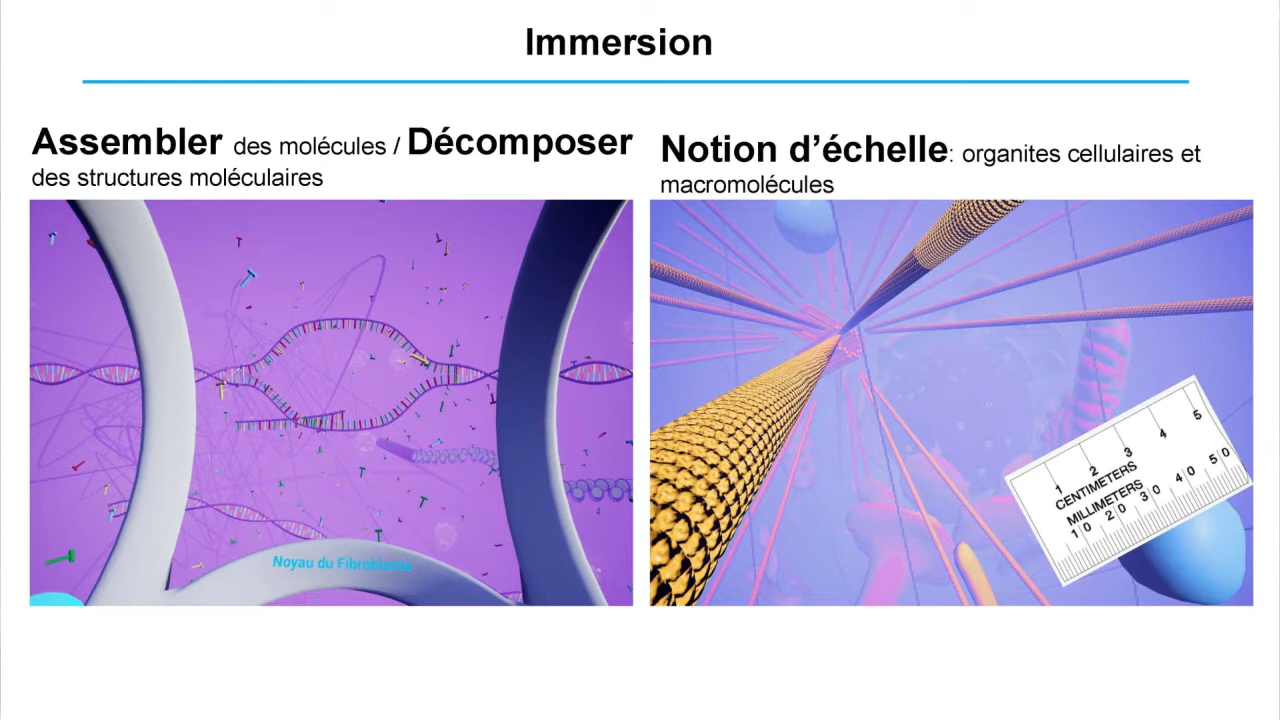 Immersion
Assembler des molécules / Décomposer
des structures moléculaires
Notion d’échelle: organites cellulaires et
macromolécules
Noyau du Fibroblaste
1 2 3 4 5
CENTIMETERS
MILLIMETERS
10 20 30 40 50